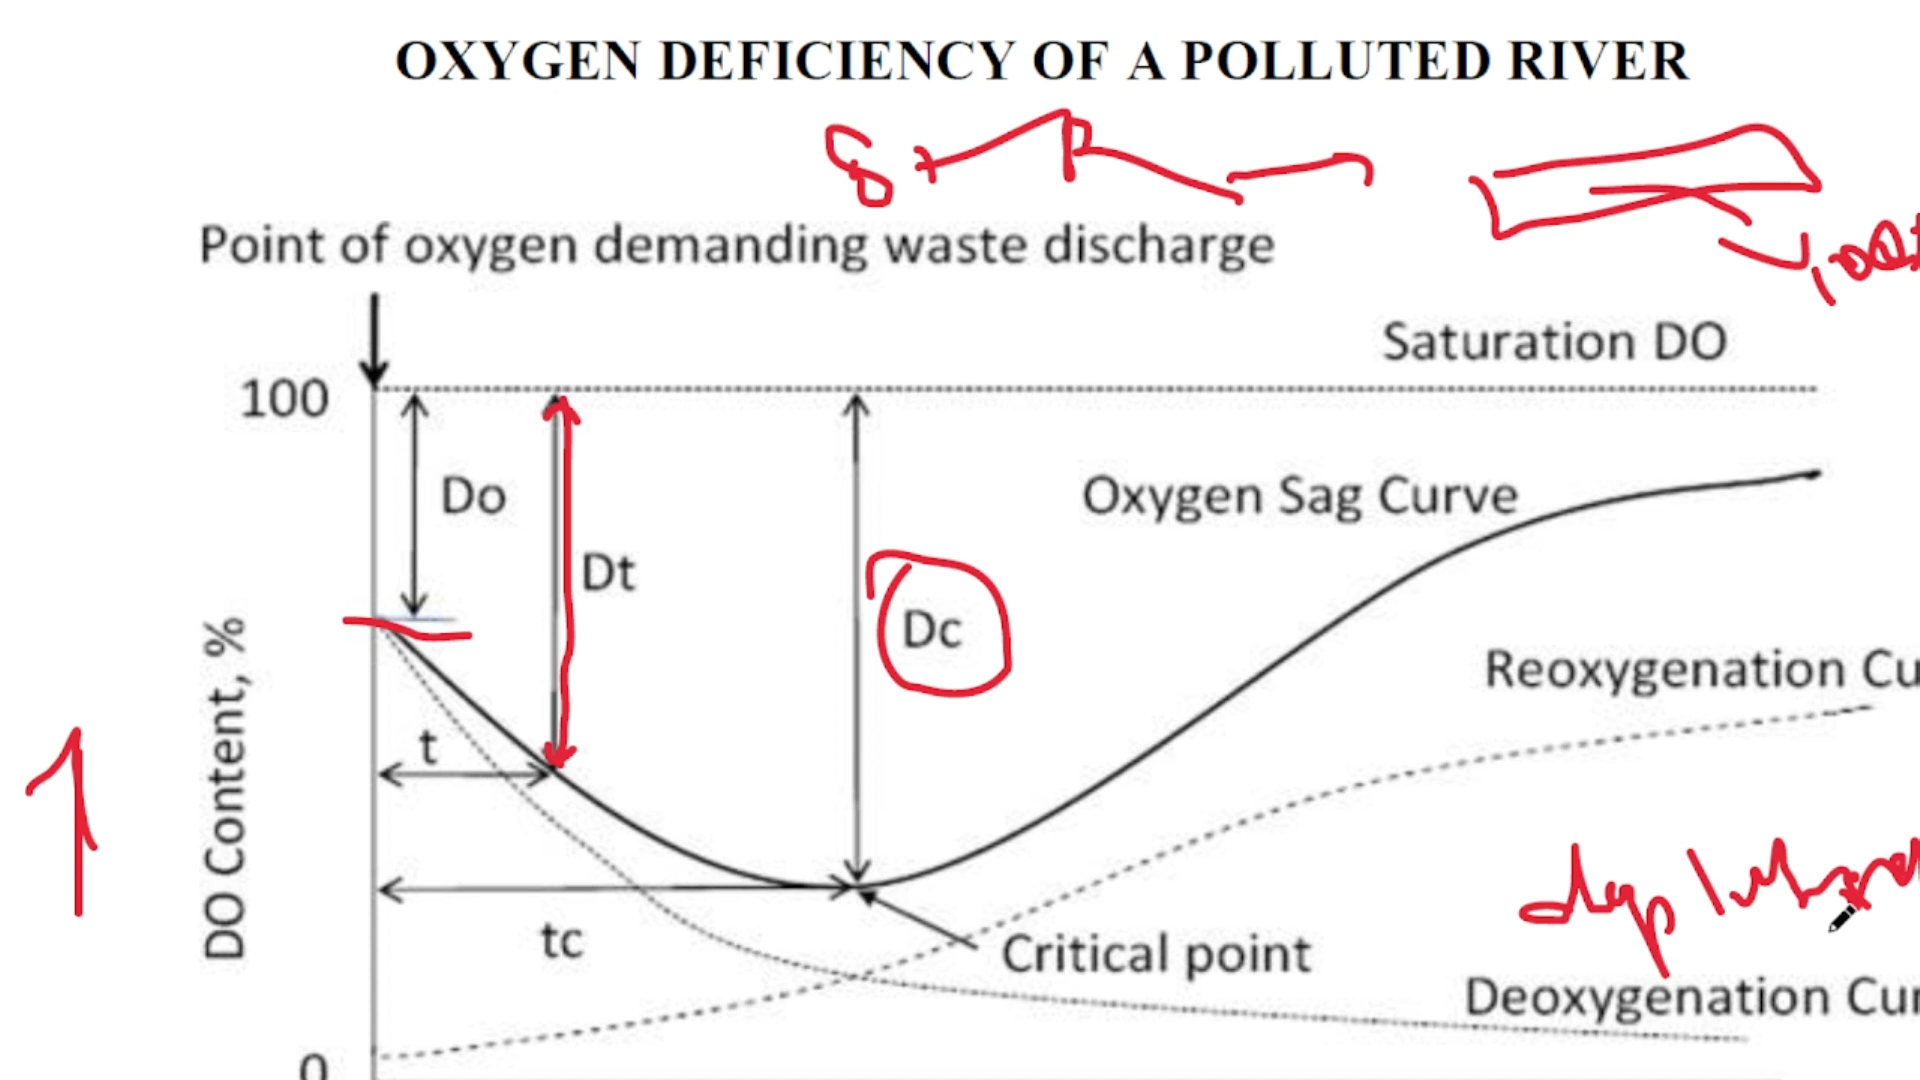 OXYGEN DEFICIENCY OF A POLLUTED RIVER
8
Point of oxygen demanding waste discharge
Saturation DO
100
Do
Oxygen Sag Curve
Dt
Dc
Reoxygenation Cu
DO Content, %
t
tc
Critical point
Deoxygenation Cur
0